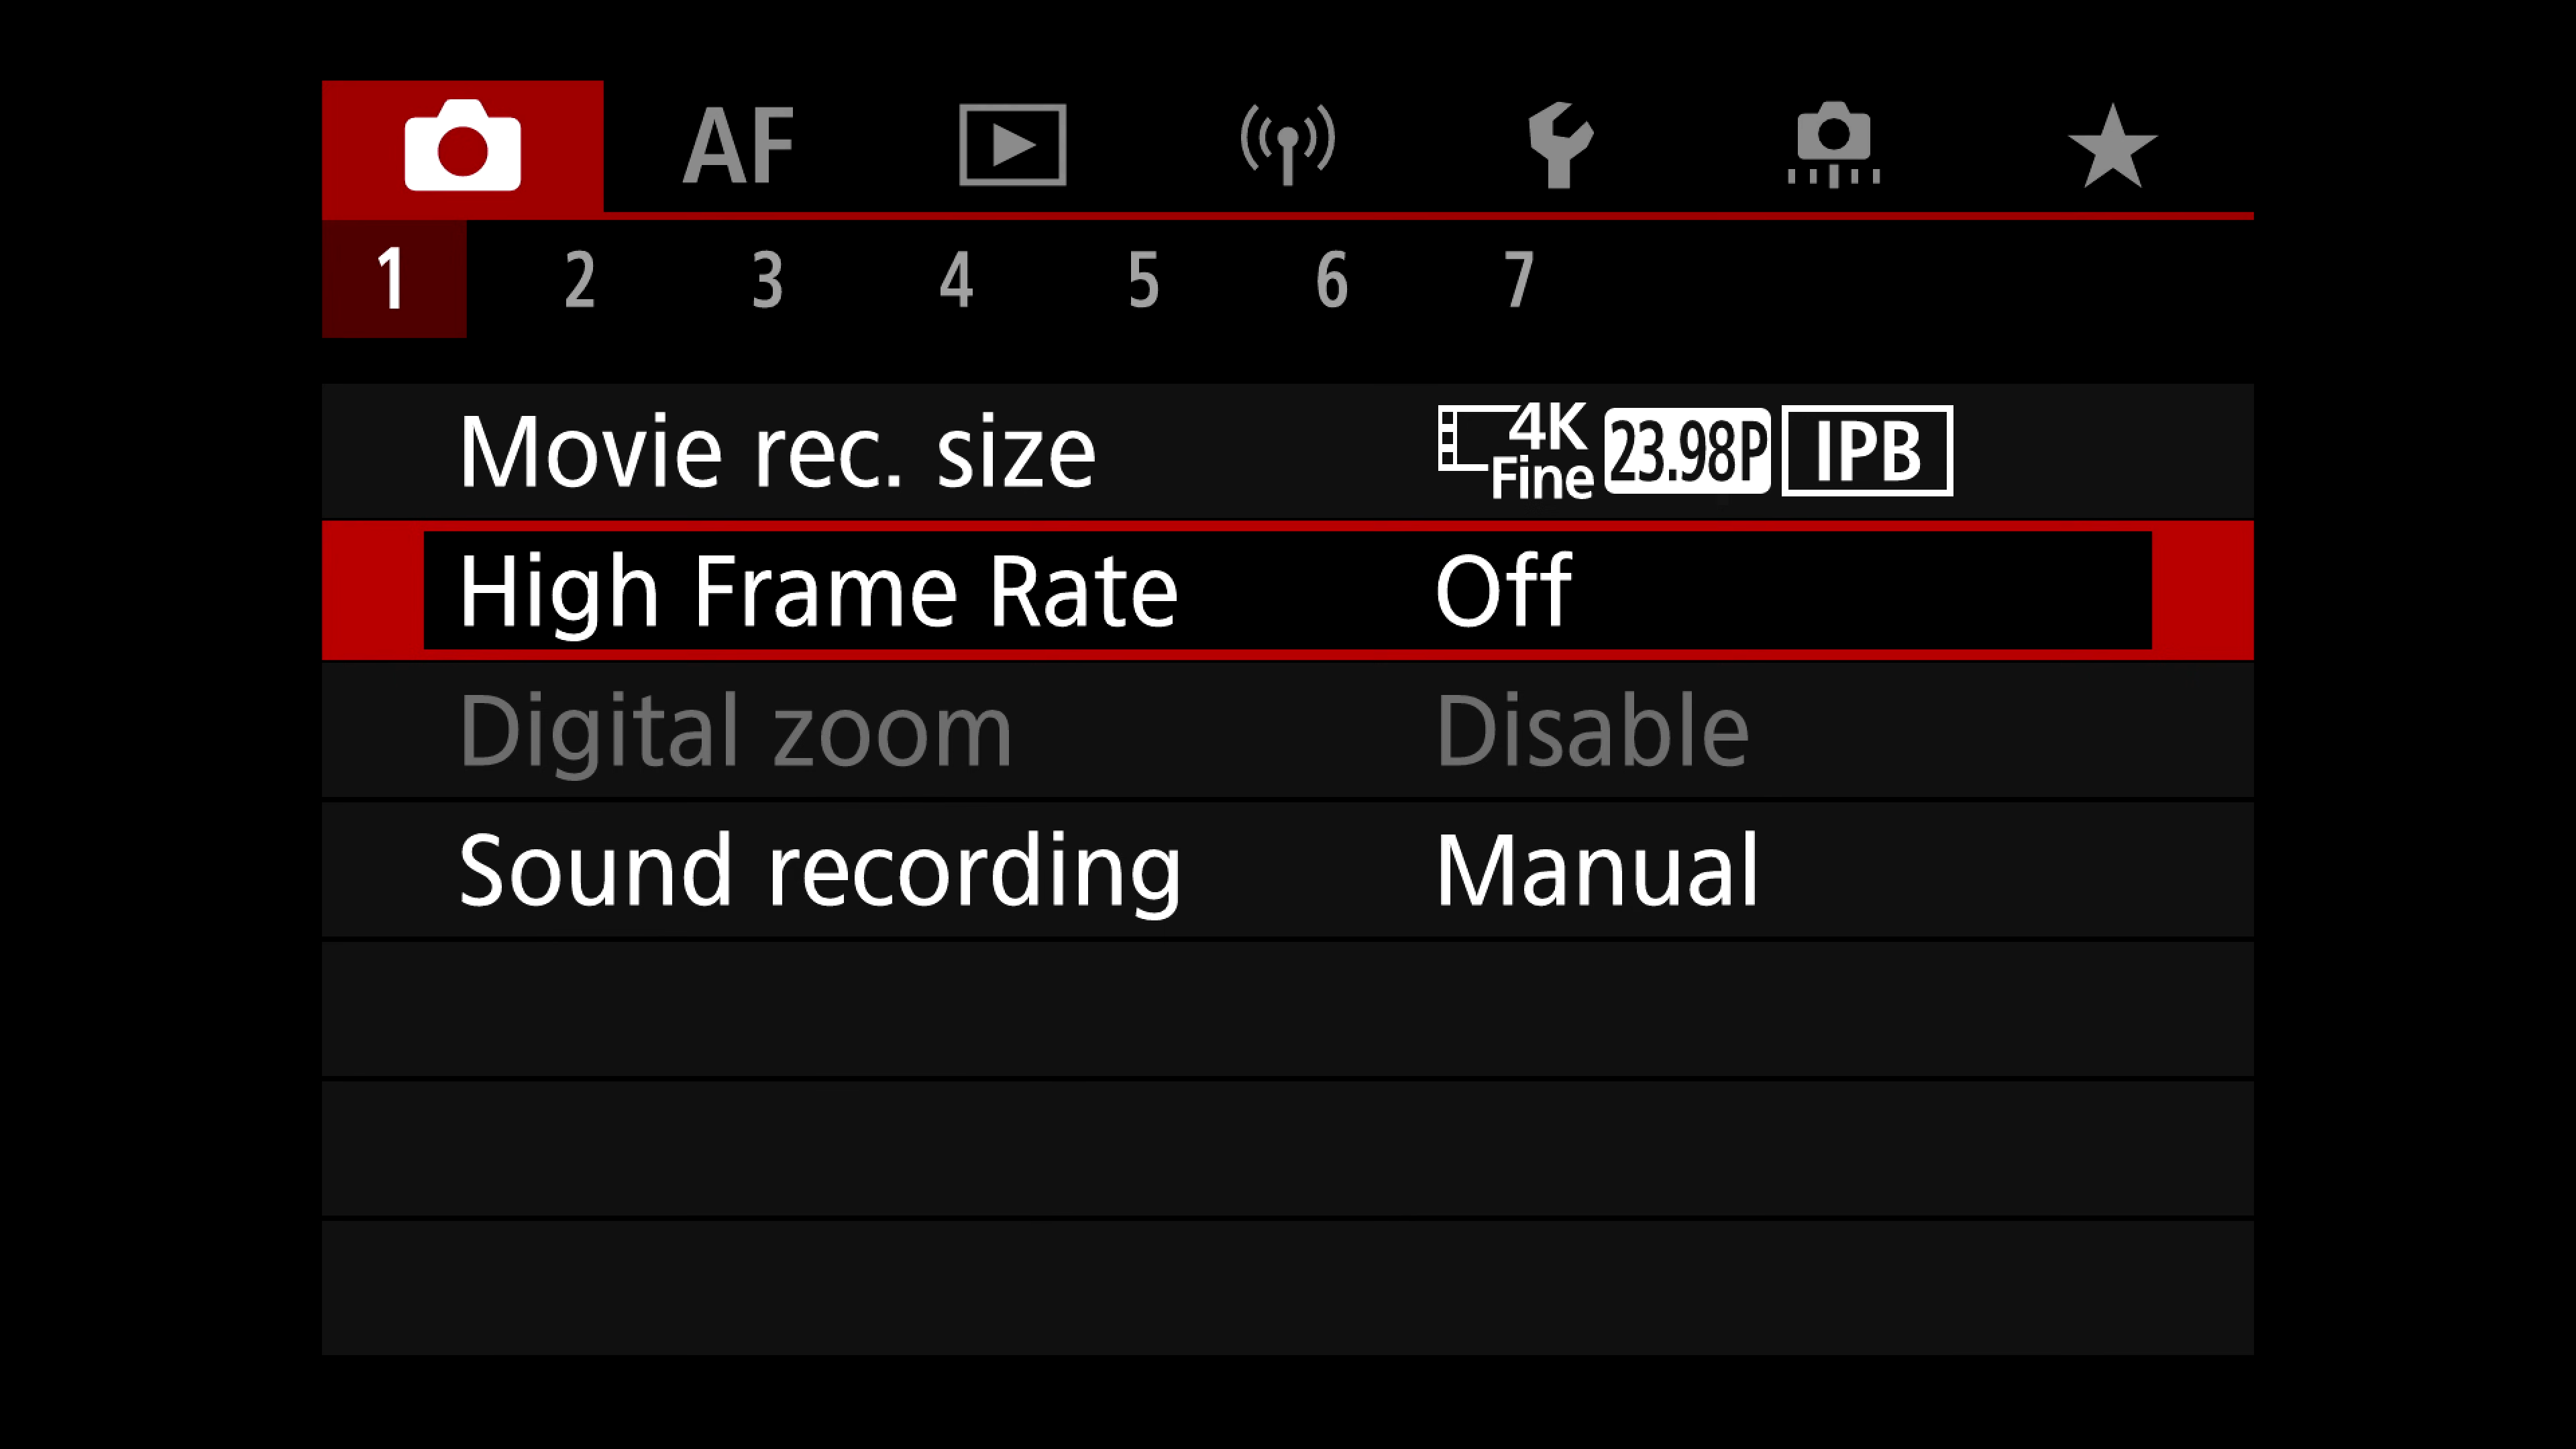 AF
1 2 3 4 5 6 7
Movie rec. size 4K Fine 23.98P IPB
High Frame Rate Off
Digital zoom Disable
Sound recording Manual